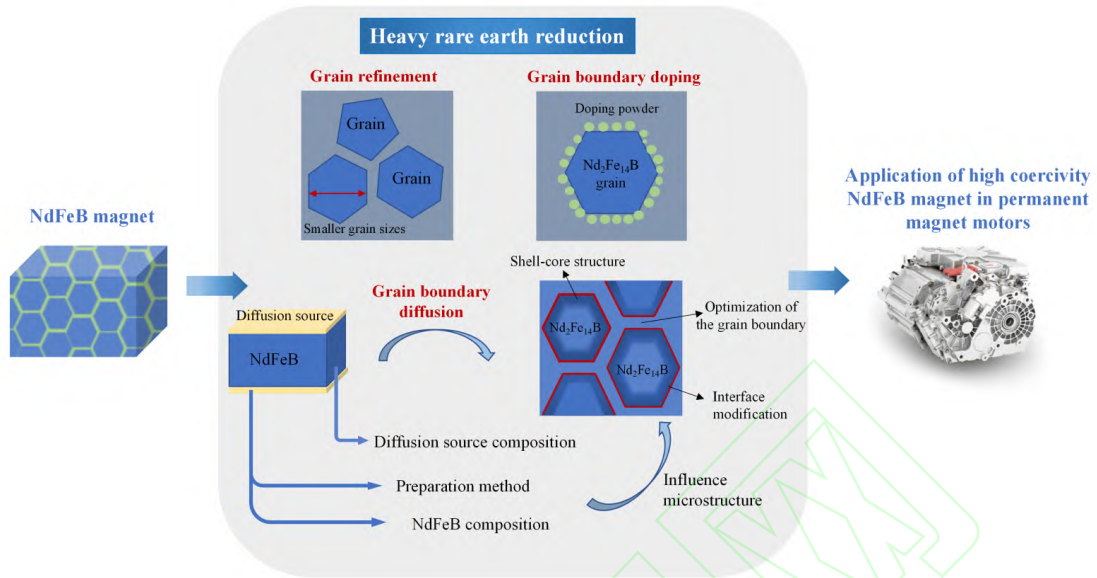 Heavy rare earth reduction
Grain refinement
Grain
Grain
Smaller grain sizes
Grain boundary doping
Doping powder
Nd₂Fe₁₄B
grain
NdFeB magnet
Application of high coercivity
NdFeB magnet in permanent
magnet motors
Diffusion source
NdFeB
Grain boundary
diffusion
Shell-core structure
Nd₂Fe₁₄B
Nd₂Fe₁₄B
Optimization of
the grain boundary
Interface
modification
Diffusion source composition
Preparation method
NdFeB composition
Influence
microstructure